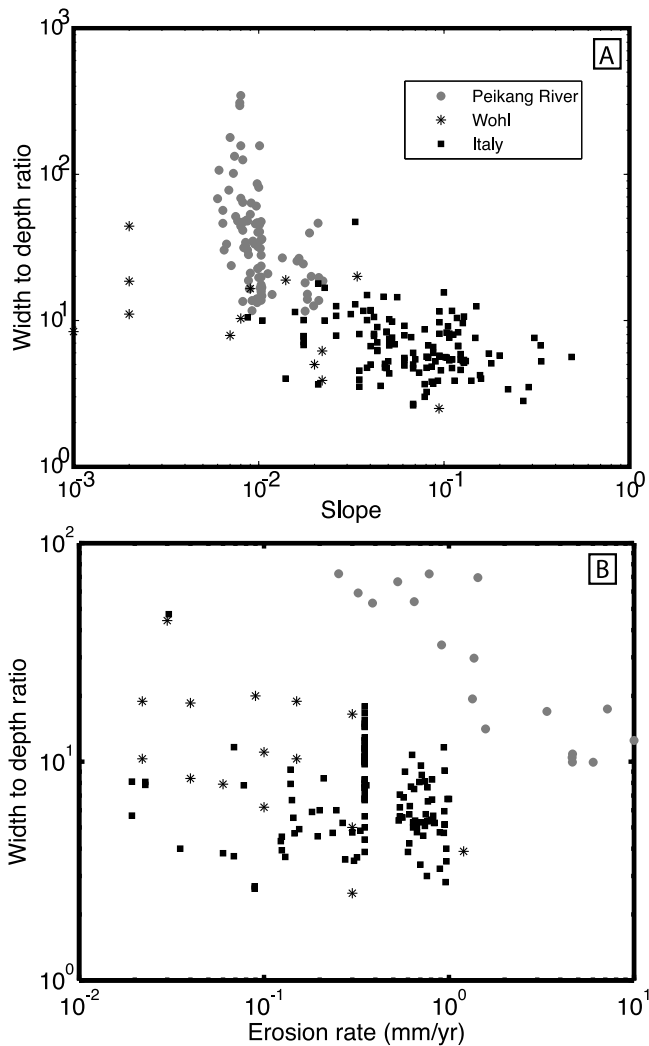 10^3
A
Peikang River
Wohl
Italy
10^2
Width to depth ratio
10^1
10^0
10^-3
10^-2
10^-1
10^0
Slope
10^2
B
Width to depth ratio
10^1
10^0
10^-2
10^-1
10^0
10^1
Erosion rate (mm/yr)